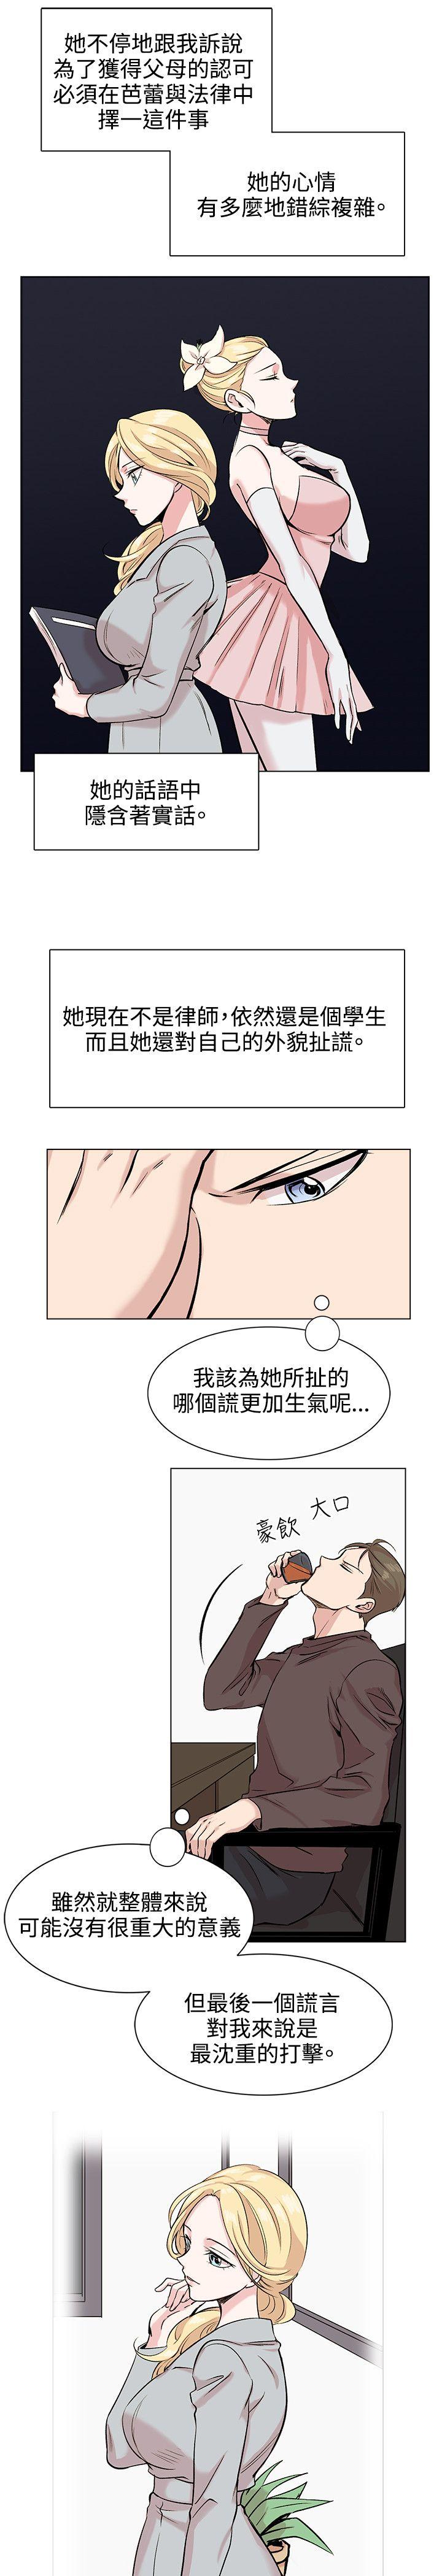 她不停地跟我訴說
為了獲得父母的認可
必須在芭蕾與法律中
擇一這件事
她的心情
有多麼地錯綜複雜。
她的話語中
隱含著實話。
她現在不是律師，依然還是個學生
而且她還對自己的外貌扯謊。
我該為她所扯的
哪個謊更加生氣呢...
豪飲
大口
雖然就整體來說
可能沒有很重大的意義
但最後一個謊言
對我來說是
最沈重的打擊。